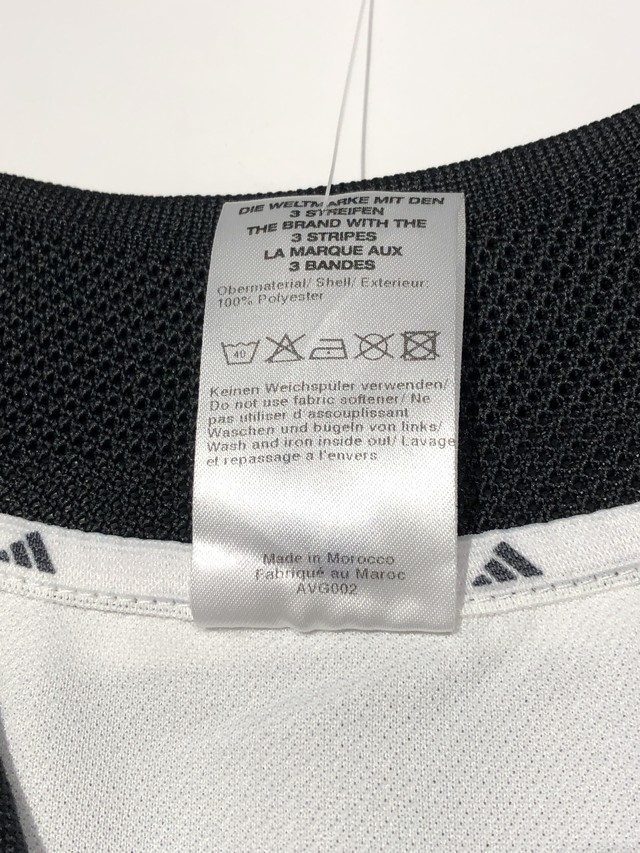 DIE WELTMARKE MIT DEN
3 STREIFEN
THE BRAND WITH THE
3 STRIPES
LA MARQUE AUX
3 BANDES
Obermaterial/ Shell/ Exterieur:
100% Polyester
40
Keinen Weichspüler verwenden/
Do not use fabric softener/ Ne
pas utiliser d assouplissant
Waschen und bügeln von links/
Wash and iron inside out/ Lavage
et repassage a l'envers
Made in Morocco
Fabriqué au Maroc
AVG002